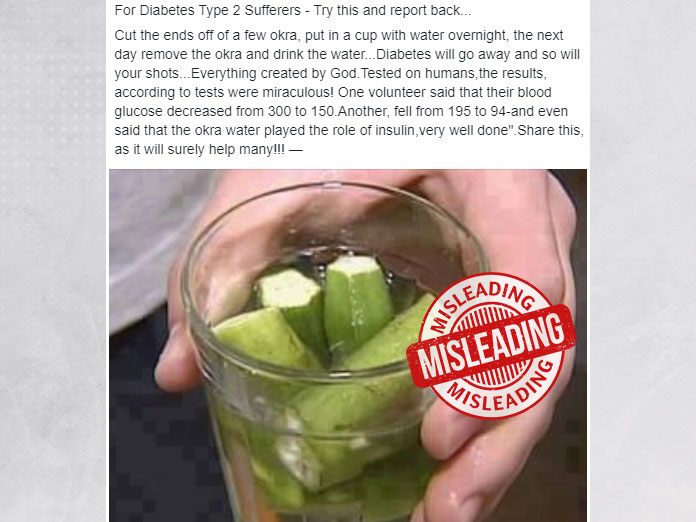 For Diabetes Type 2 Sufferers - Try this and report back...
Cut the ends off of a few okra, put in a cup with water overnight, the next
day remove the okra and drink the water...Diabetes will go away and so will
your shots...Everything created by God.Tested on humans,the results,
according to tests were miraculous! One volunteer said that their blood
glucose decreased from 300 to 150.Another, fell from 195 to 94-and even
said that the okra water played the role of insulin,very well done".Share this,
as it will surely help many!!! —
MISLEADING
MISLEADING
MISLEADING